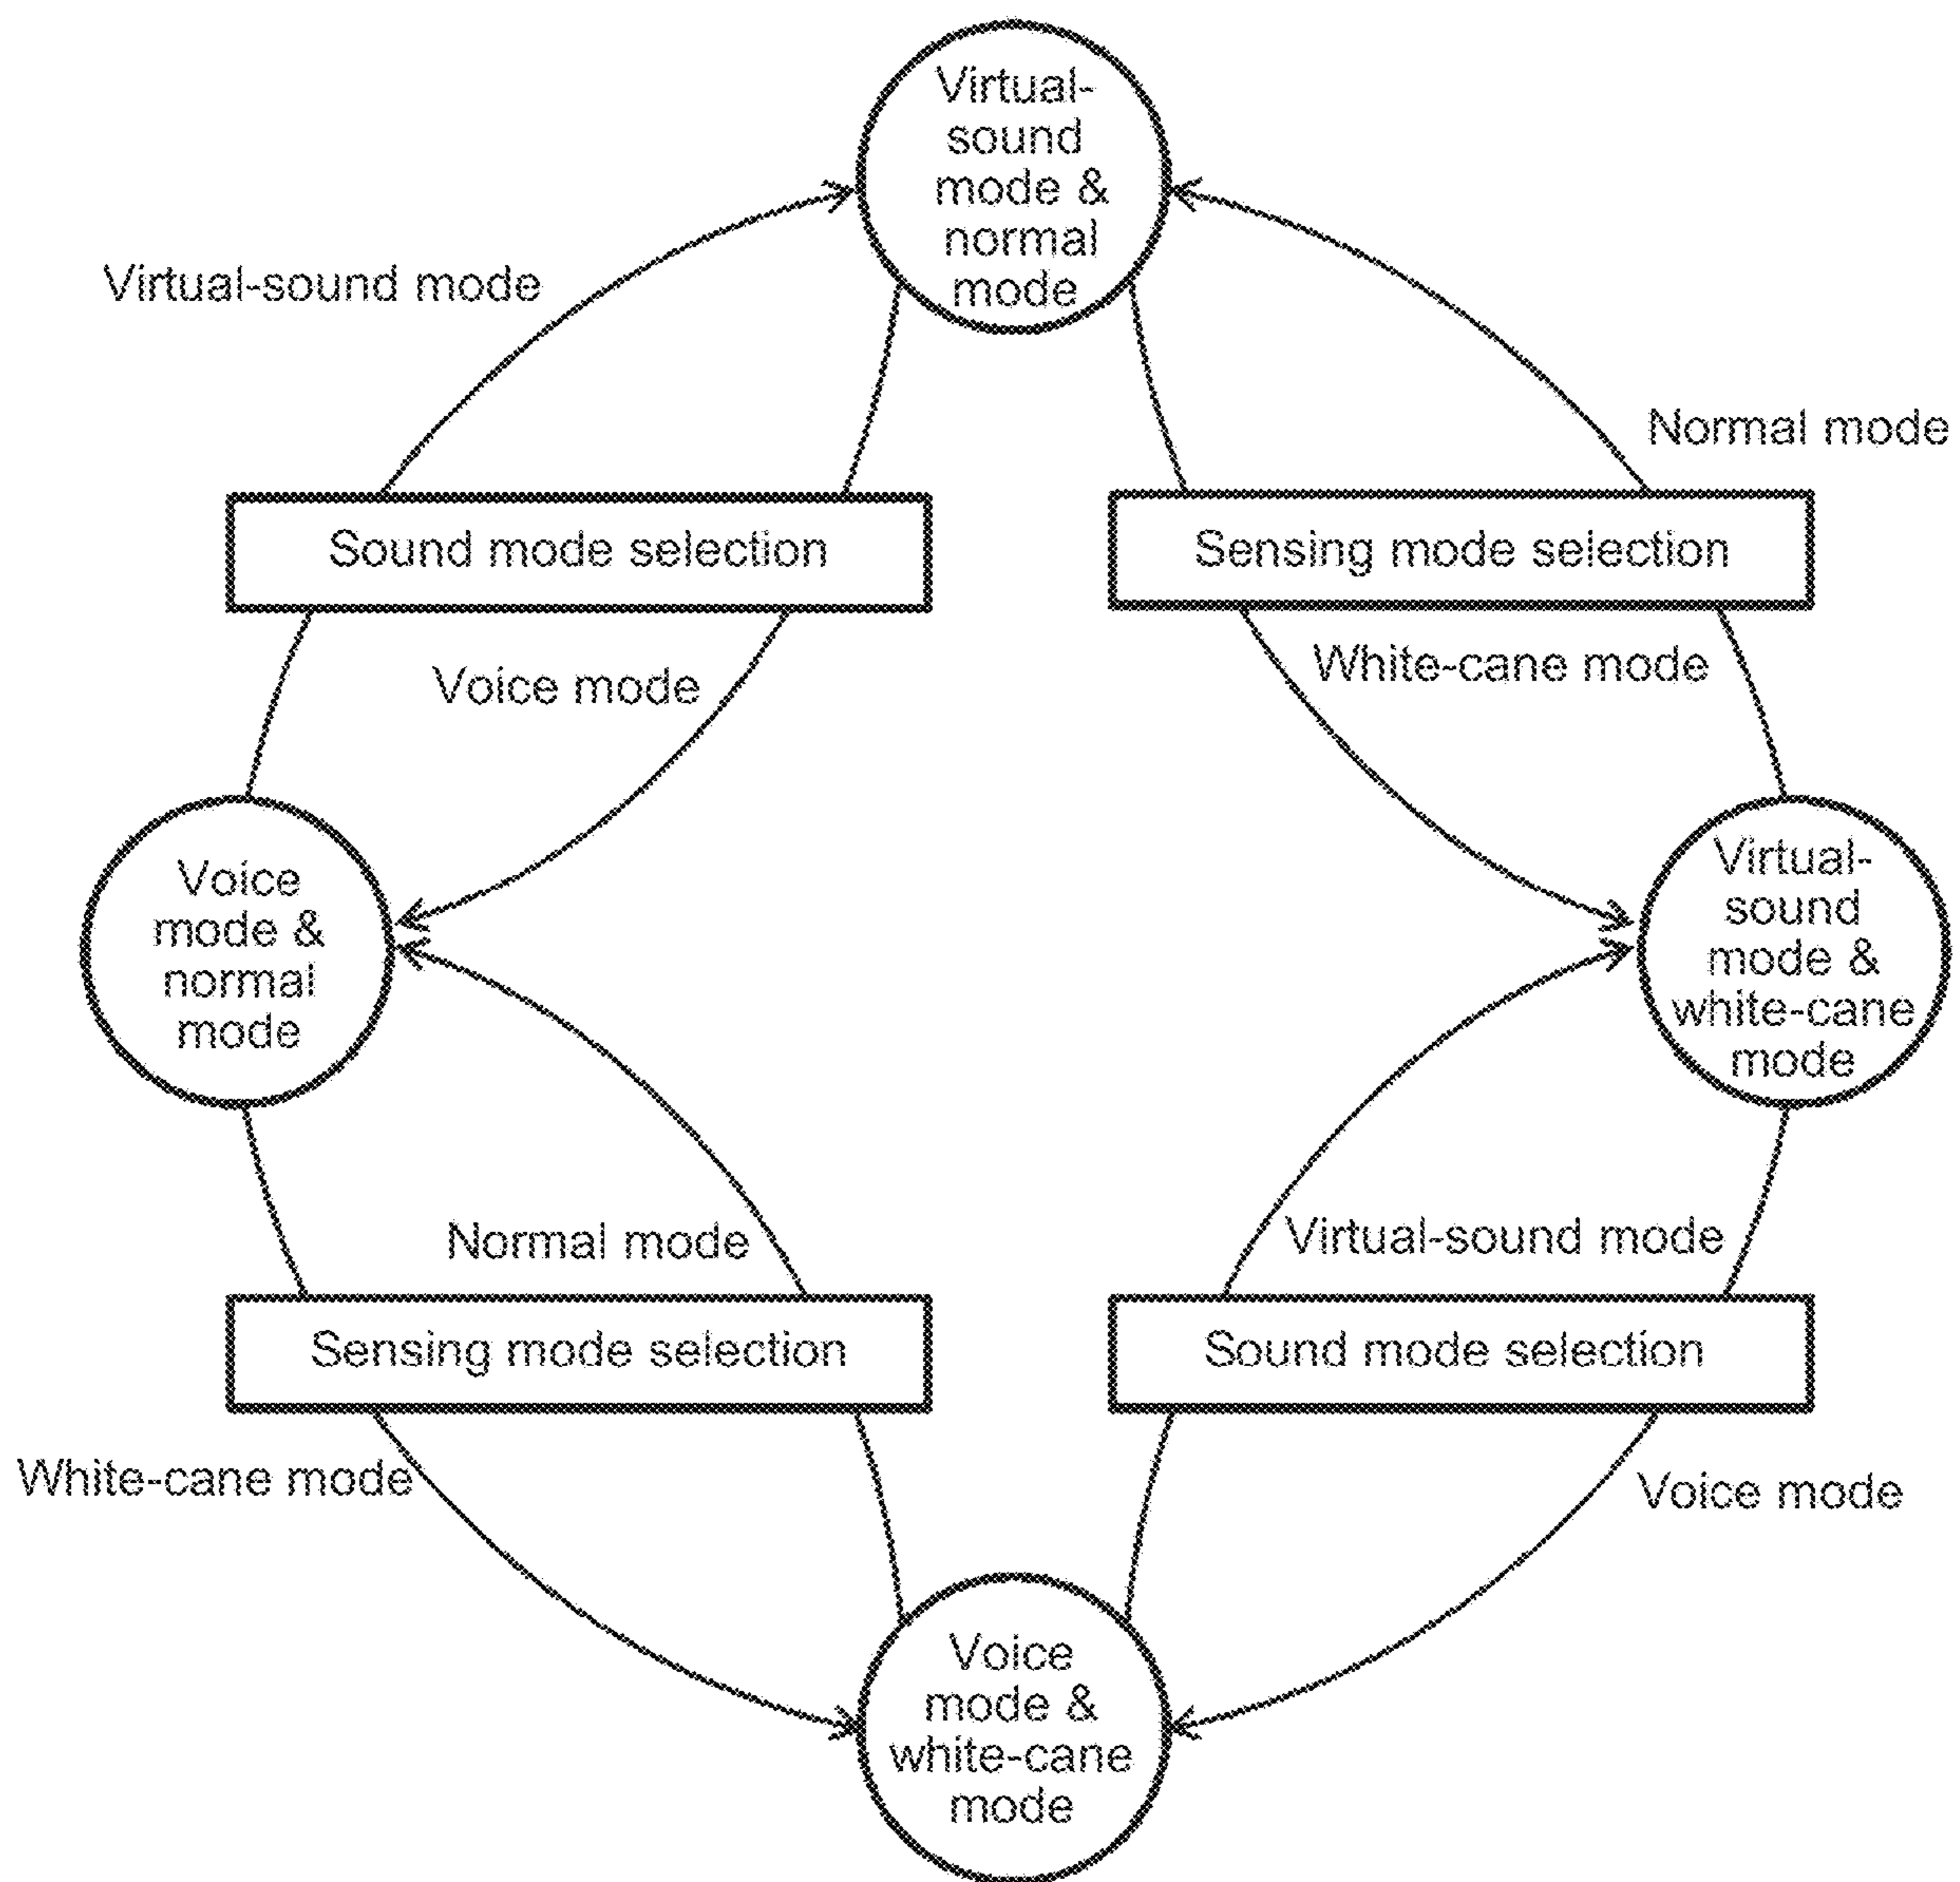 Virtual-
sound
mode &
normal
mode
Virtual-sound mode
Normal mode
Sound mode selection
Sensing mode selection
Voice mode
White-cane mode
Voice
mode &
normal
mode
Virtual-
sound
mode &
white-cane
mode
Normal mode
Virtual-sound mode
Sensing mode selection
Sound mode selection
White-cane mode
Voice mode
Voice
mode &
white-cane
mode